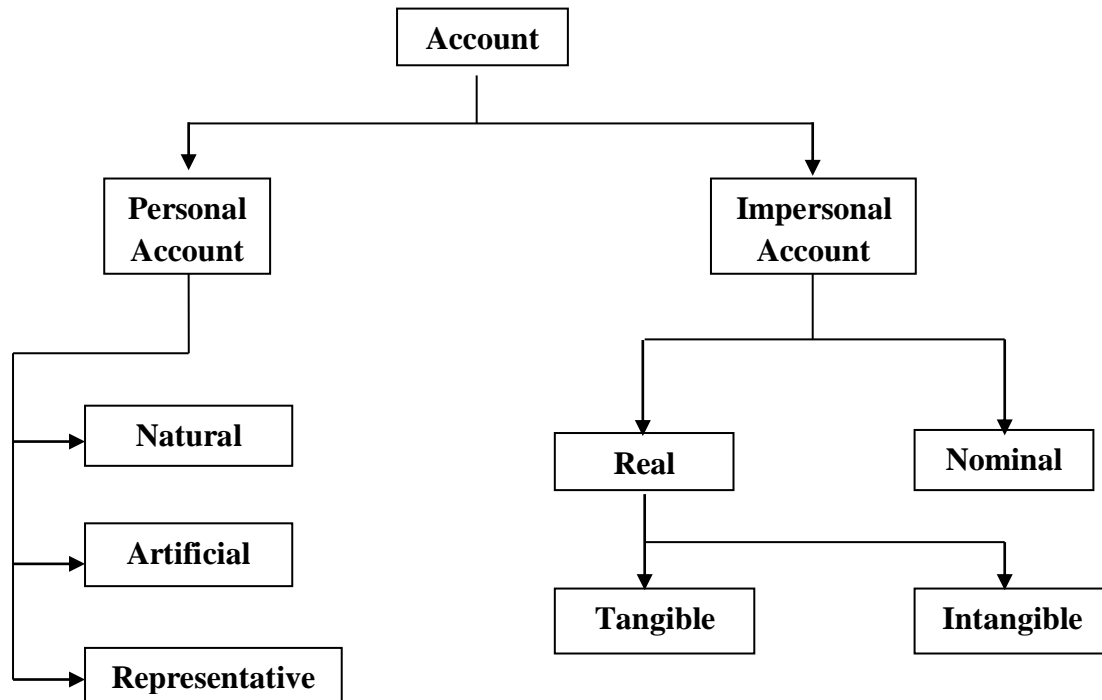 Account
Personal
Account
Impersonal
Account
Natural
Real
Nominal
Artificial
Tangible
Intangible
Representative